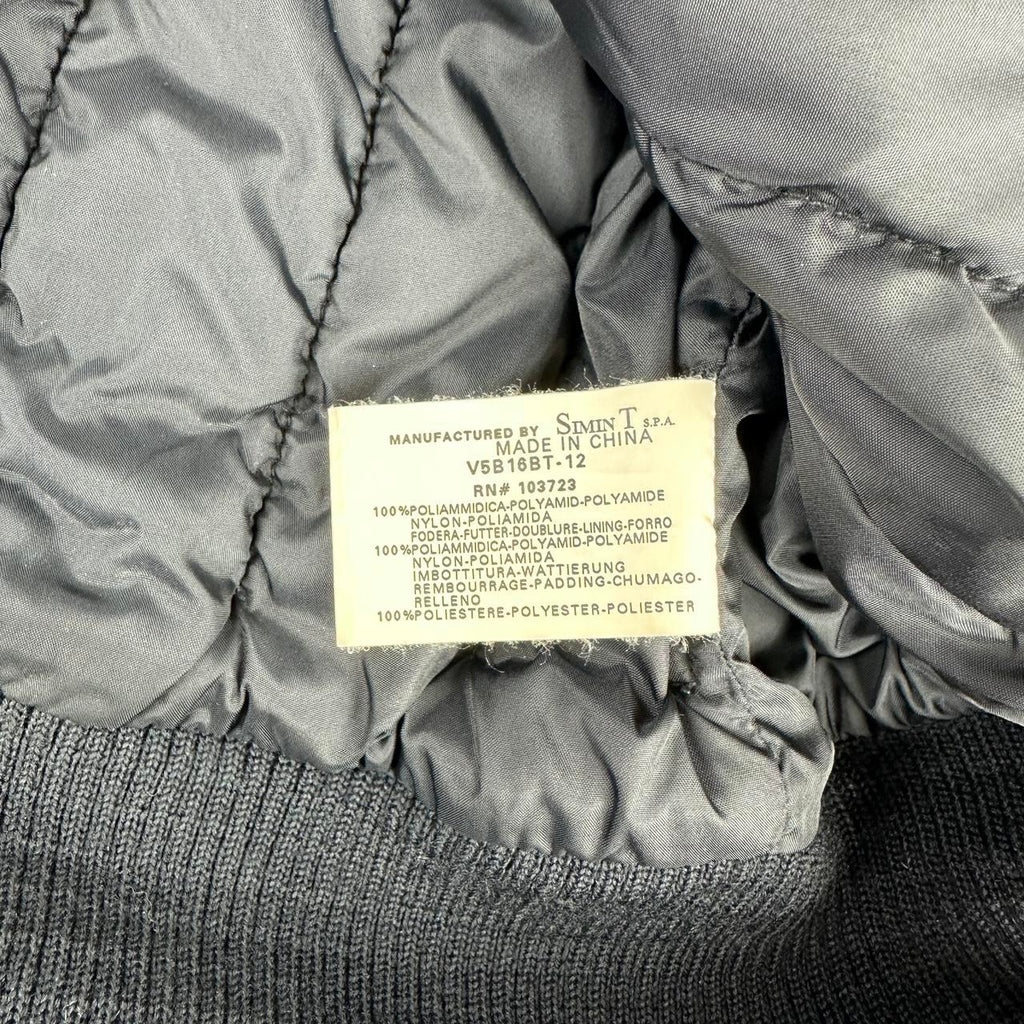 MANUFACTURED BY SIMINT S.P.A.
MADE IN CHINA
V5B16BT-12
RN# 103723
100%POLIAMMIDICA-POLYAMID-POLYAMIDE
NYLON-POLIAMIDA
FODERA-FUTTER-DOUBLURE-LINING-FORRO
100%POLIAMMIDICA-POLYAMID-POLYAMIDE
NYLON-POLIAMIDA
IMBOTTITURA-WATTIERUNG
REMBOURRAGE-PADDING-CHUMAGO-
RELLENO
100%POLIESTERE-POLYESTER-POLIESTER